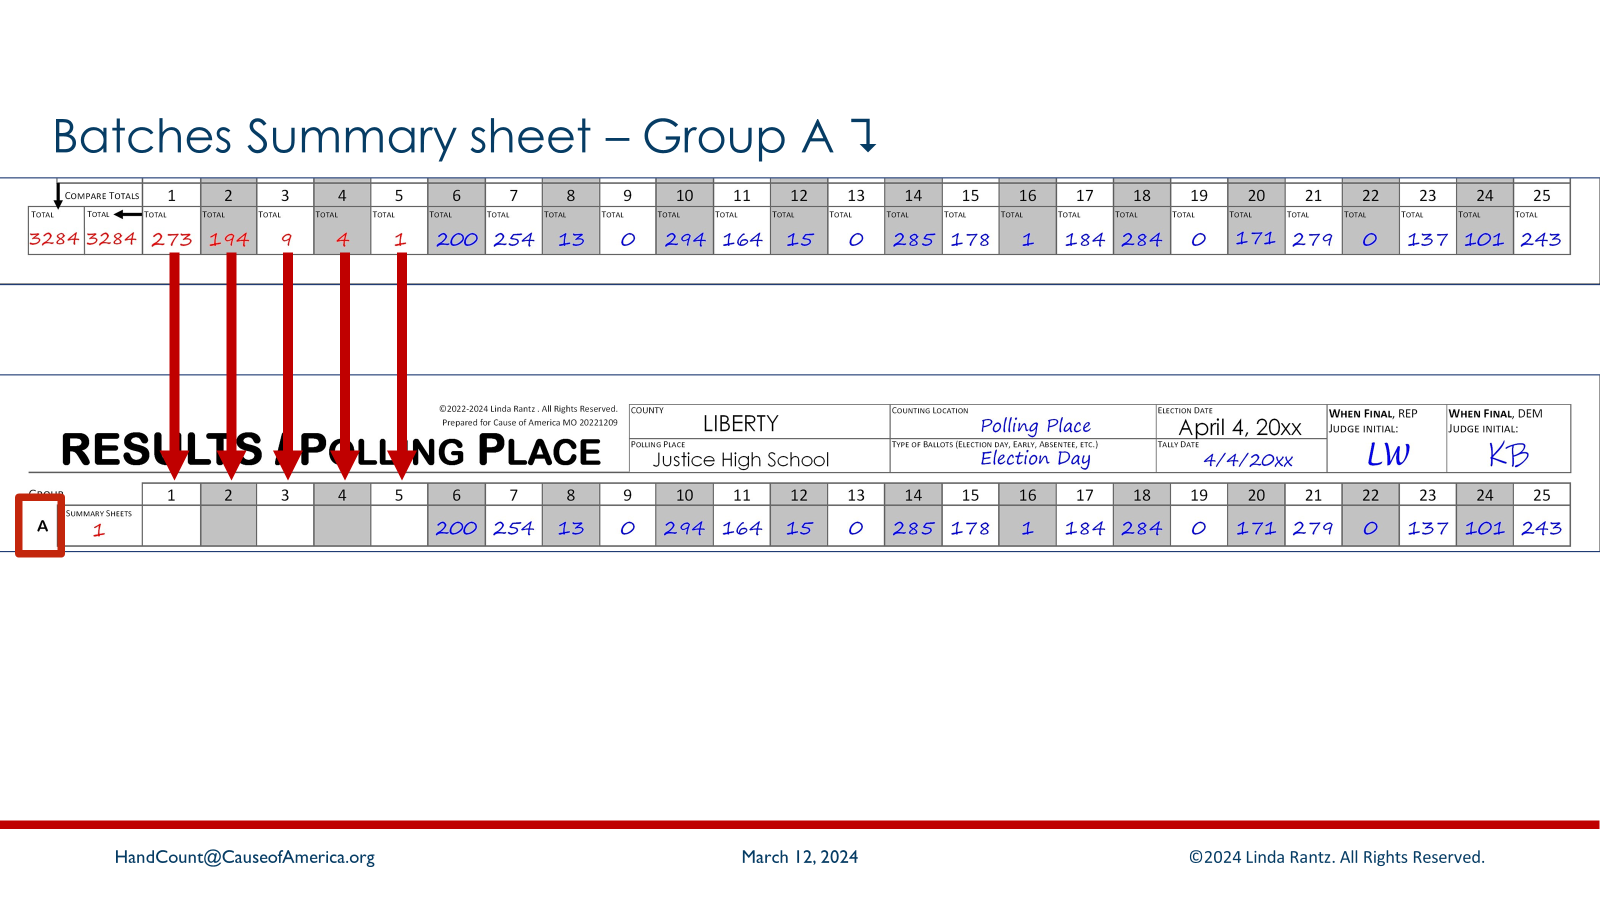 Batches Summary sheet – Group A
COMPARE TOTALS 1 2 3 4 5 6 7 8 9 10 11 12 13 14 15 16 17 18 19 20 21 22 23 24 25
TOTAL TOTAL TOTAL TOTAL TOTAL TOTAL TOTAL TOTAL TOTAL TOTAL TOTAL TOTAL TOTAL TOTAL TOTAL TOTAL TOTAL TOTAL TOTAL TOTAL TOTAL TOTAL TOTAL TOTAL TOTAL TOTAL TOTAL
3284 3284 273 194 9 4 1 200 254 13 0 294 164 15 0 285 178 1 184 284 0 171 279 0 137 101 243
©2022-2024 Linda Rantz . All Rights Reserved.
Prepared for Cause of America MO 20221209
RESULTS / POLLING PLACE
COUNTY
LIBERTY
COUNTING LOCATION
Polling Place
ELECTION DATE
April 4, 20xx
WHEN FINAL, REP
JUDGE INITIAL:
LW
WHEN FINAL, DEM
JUDGE INITIAL:
KB
POLLING PLACE
Justice High School
TYPE OF BALLOTS (ELECTION DAY, EARLY, ABSENTEE, ETC.)
Election Day
TALLY DATE
4/4/20xx
GROUP 1 2 3 4 5 6 7 8 9 10 11 12 13 14 15 16 17 18 19 20 21 22 23 24 25
SUMMARY SHEETS
A 1 200 254 13 0 294 164 15 0 285 178 1 184 284 0 171 279 0 137 101 243
HandCount@CauseofAmerica.org
March 12, 2024
©2024 Linda Rantz. All Rights Reserved.